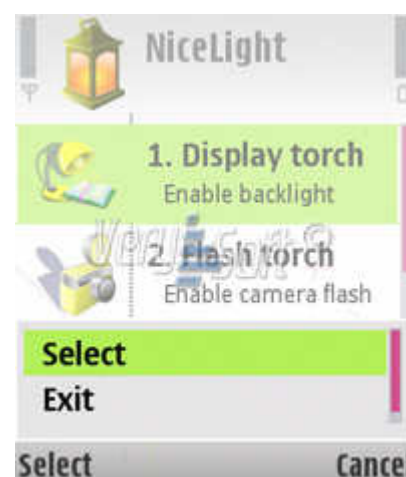 NiceLight
1. Display torch
Enable backlight
2. Flash torch
Enable camera flash
Select
Exit
Select
Cance